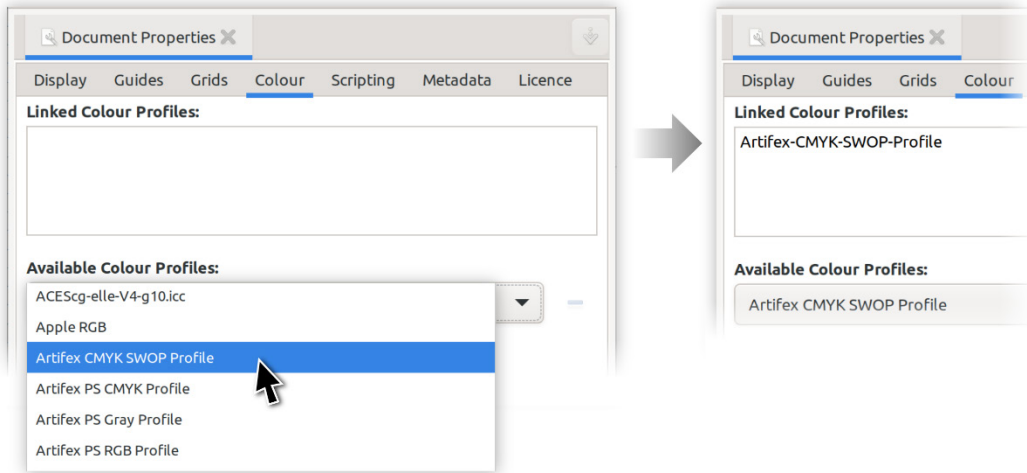 Document Properties
Display Guides Grids Colour Scripting Metadata Licence
Linked Colour Profiles:
Available Colour Profiles:
ACEScg-elle-V4-g10.icc
Apple RGB
Artifex CMYK SWOP Profile
Artifex PS CMYK Profile
Artifex PS Gray Profile
Artifex PS RGB Profile
Document Properties
Display Guides Grids Colour
Linked Colour Profiles:
Artifex-CMYK-SWOP-Profile
Available Colour Profiles:
Artifex CMYK SWOP Profile